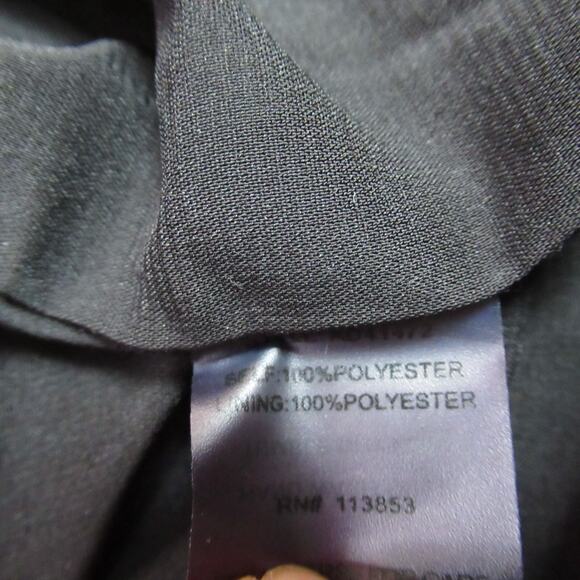 SELF:100%POLYESTER
LINING:100%POLYESTER
RN# 113853